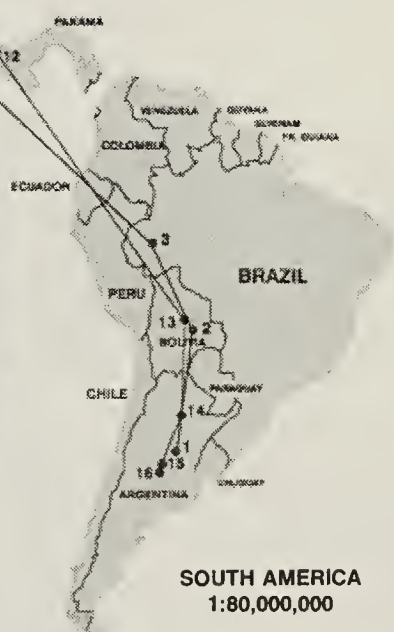 PANAMA
12
VENEZUELA
GUYANA
SURINAM
FR. GUIANA
COLOMBIA
ECUADOR
3
BRAZIL
PERU
13
2
BOLIVIA
CHILE
PARAGUAY
14
1
15
16
ARGENTINA
URUGUAY
SOUTH AMERICA
1:80,000,000